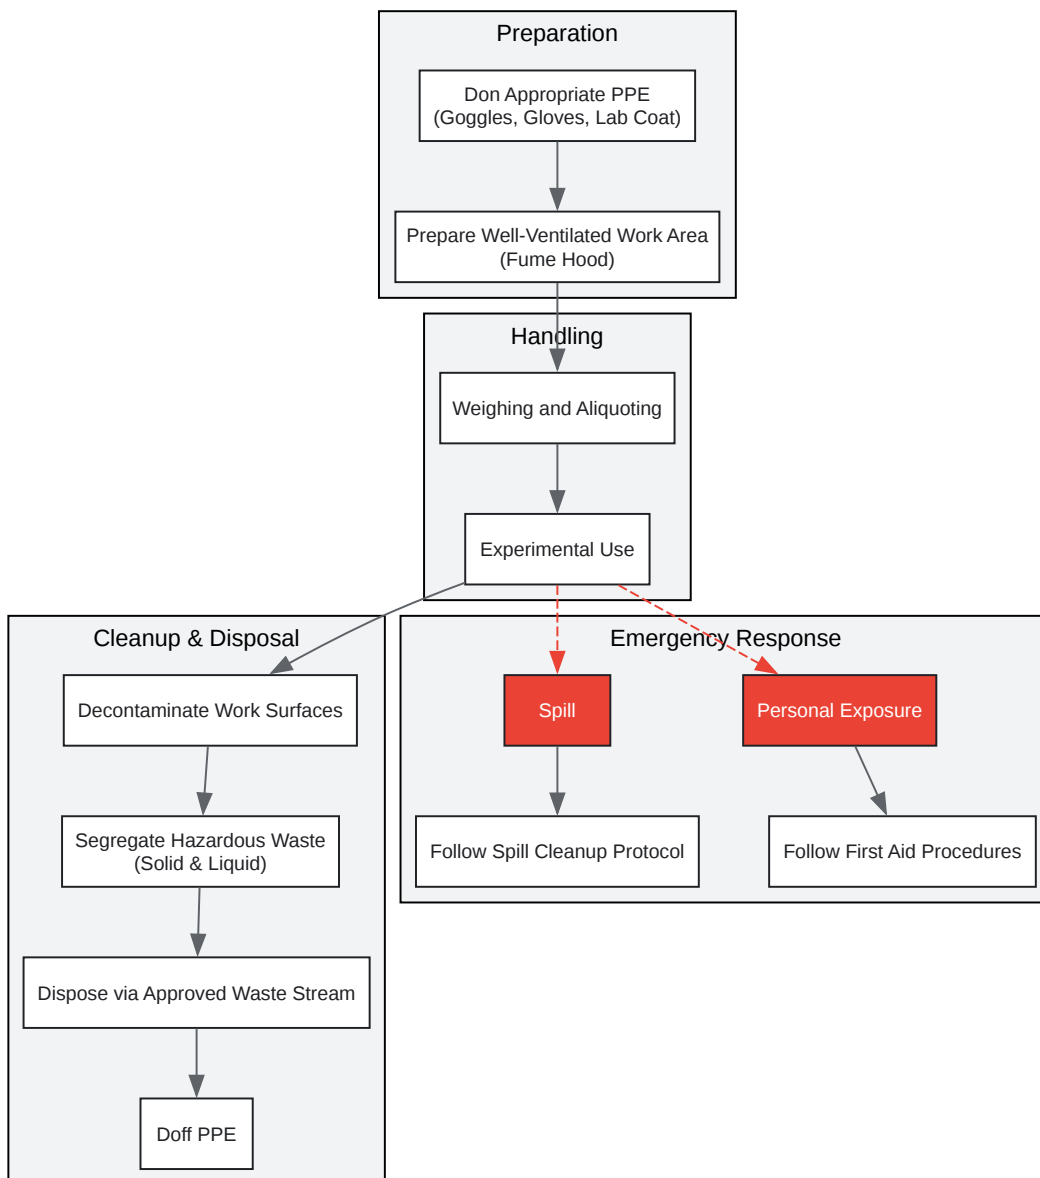 Preparation
Don Appropriate PPE
(Goggles, Gloves, Lab Coat)
Prepare Well-Ventilated Work Area
(Fume Hood)
Handling
Weighing and Aliquoting
Experimental Use
Cleanup & Disposal
Decontaminate Work Surfaces
Segregate Hazardous Waste
(Solid & Liquid)
Dispose via Approved Waste Stream
Doff PPE
Emergency Response
Spill
Personal Exposure
Follow Spill Cleanup Protocol
Follow First Aid Procedures